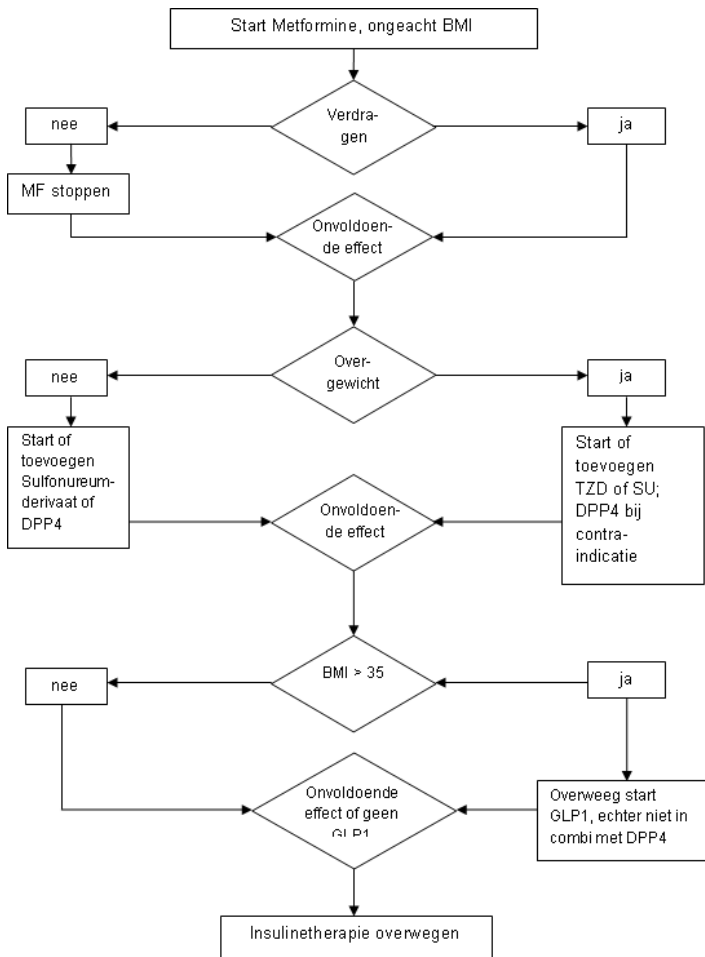 Start Metformine, ongeacht BMI
nee
Verdra-
gen
ja
MF stoppen
Onvoldoen-
de effect
nee
Over-
gewicht
ja
Start of
toevoegen
Sulfonureum-
derivaat of
DPP4
Onvoldoen-
de effect
Start of
toevoegen
TZD of SU;
DPP4 bij
contra-
indicatie
nee
BMI > 35
ja
Onvoldoende
effect of geen
GLP1
Overweeg start
GLP1, echter niet in
combi met DPP4
Insulinetherapie overwegen